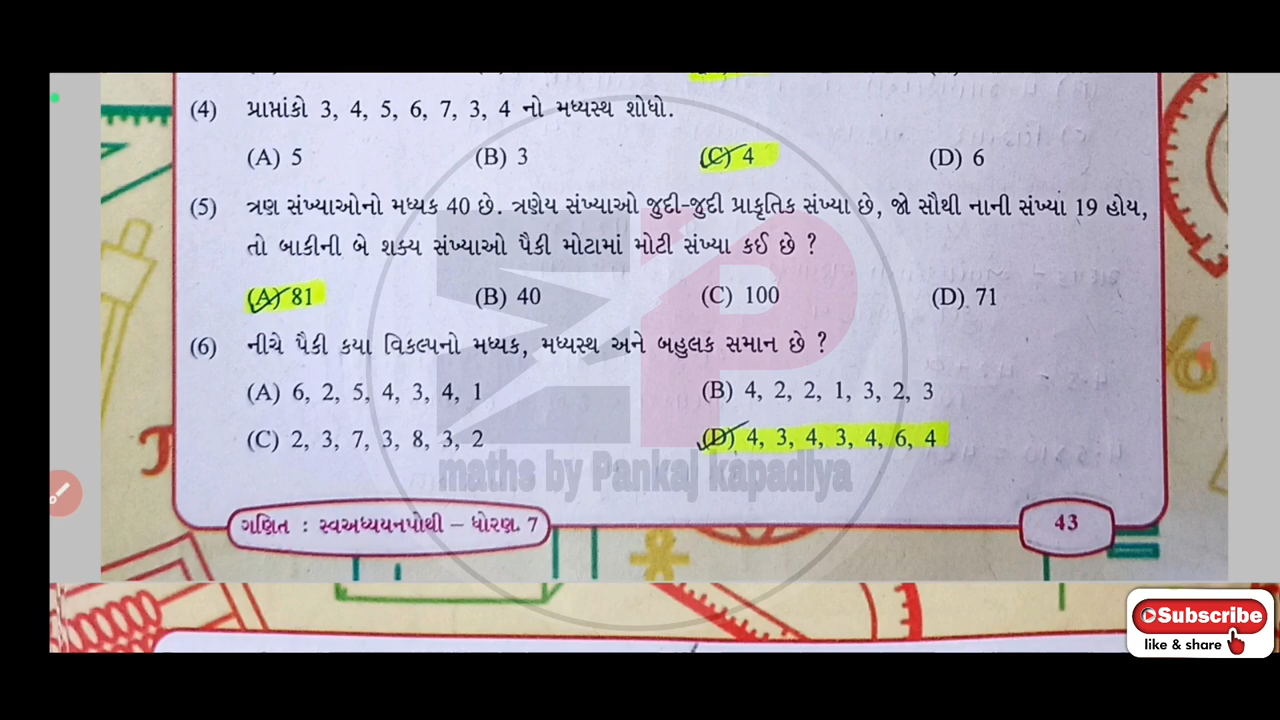 (4) પ્રાપ્તાંકો 3, 4, 5, 6, 7, 3, 4 નો મધ્યસ્થ શોધો.
(A) 5 (B) 3 (C) 4 (D) 6
(5) ત્રણ સંખ્યાઓનો મધ્યક 40 છે. ત્રણેય સંખ્યાઓ જુદી-જુદી પ્રાકૃતિક સંખ્યા છે, જો સૌથી નાની સંખ્યા 19 હોય,
તો બાકીની બે શક્ય સંખ્યાઓ પૈકી મોટામાં મોટી સંખ્યા કઈ છે ?
(A) 81 (B) 40 (C) 100 (D) 71
(6) નીચે પૈકી કયા વિકલ્પનો મધ્યક, મધ્યસ્થ અને બહુલક સમાન છે ?
(A) 6, 2, 5, 4, 3, 4, 1 (B) 4, 2, 2, 1, 3, 2, 3
(C) 2, 3, 7, 3, 8, 3, 2 (D) 4, 3, 4, 3, 4, 6, 4
maths by Pankaj kapadiya
ગણિત : સ્વઅધ્યયનપોથી – ધોરણ 7 43
Subscribe
like & share